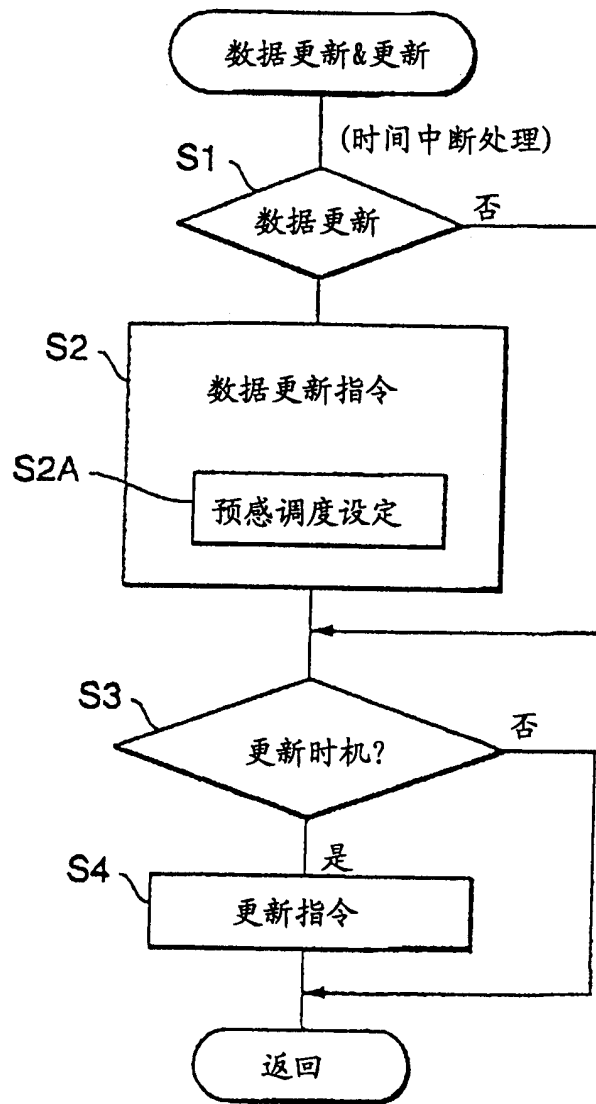 数据更新&更新
(时间中断处理)
S1
数据更新
否
S2
数据更新指令
S2A
预感调度设定
S3
更新时机?
否
是
S4
更新指令
返回